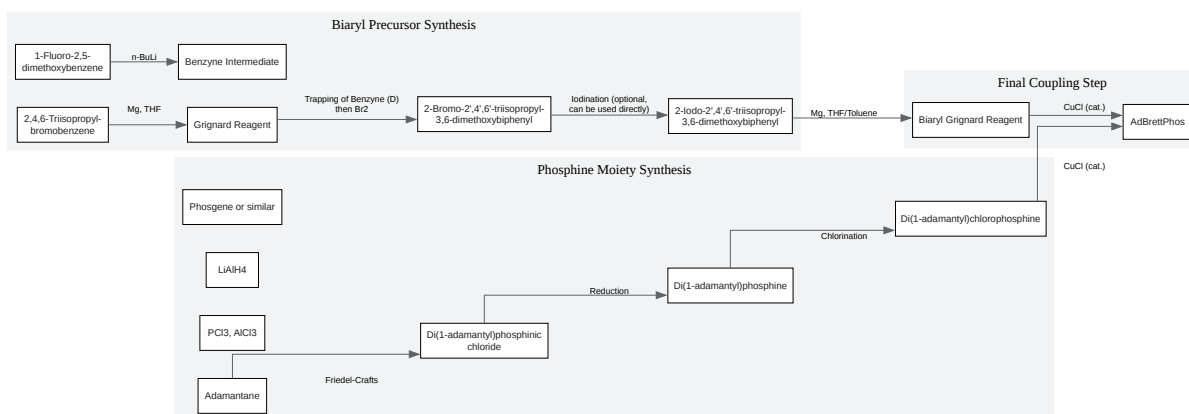 Biaryl Precursor Synthesis
1-Fluoro-2,5-
dimethoxybenzene
n-BuLi
Benzyne Intermediate
2,4,6-Triisopropyl-
bromobenzene
Mg, THF
Grignard Reagent
Trapping of Benzyne (D)
then Br2
2-Bromo-2',4',6'-triisopropyl-
3,6-dimethoxybiphenyl
Iodination (optional,
can be used directly)
2-Iodo-2',4',6'-triisopropyl-
3,6-dimethoxybiphenyl
Mg, THF/Toluene
Final Coupling Step
Biaryl Grignard Reagent
CuCl (cat.)
AdBrettPhos
CuCl (cat.)
Phosphine Moiety Synthesis
Phosgene or similar
LiAlH4
PCl3, AlCl3
Adamantane
Friedel-Crafts
Di(1-adamantyl)phosphinic
chloride
Reduction
Di(1-adamantyl)phosphine
Chlorination
Di(1-adamantyl)chlorophosphine